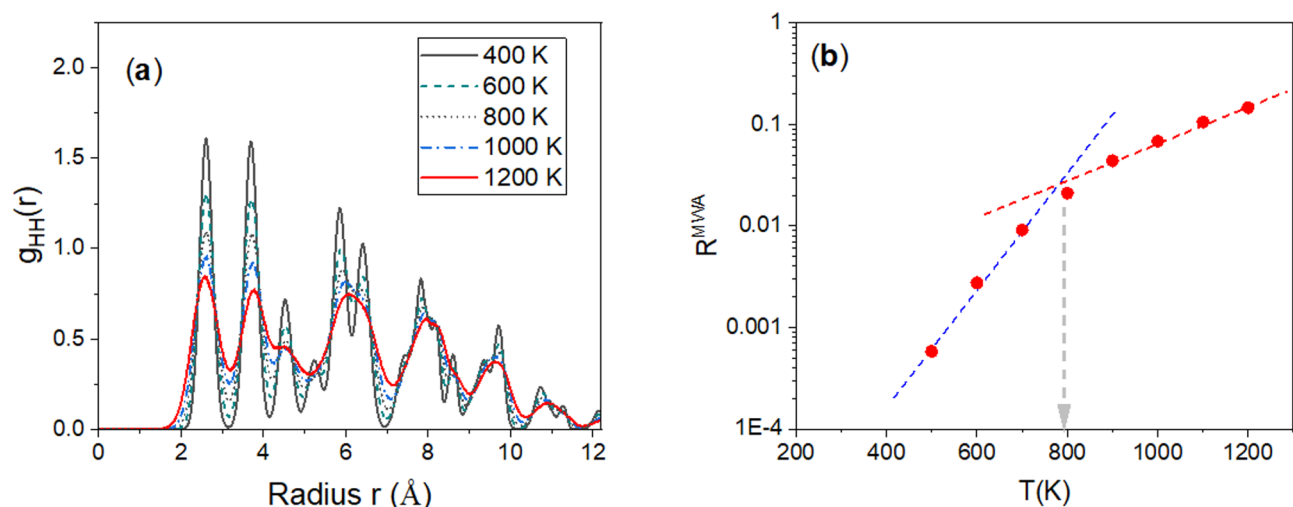 (a)
400 K
600 K
800 K
1000 K
1200 K
2.0
1.5
1.0
0.5
0.0
gHH(r)
0 2 4 6 8 10 12
Radius r (Å)
(b)
1
0.1
0.01
0.001
1E-4
R^MWA
200 400 600 800 1000 1200
T(K)